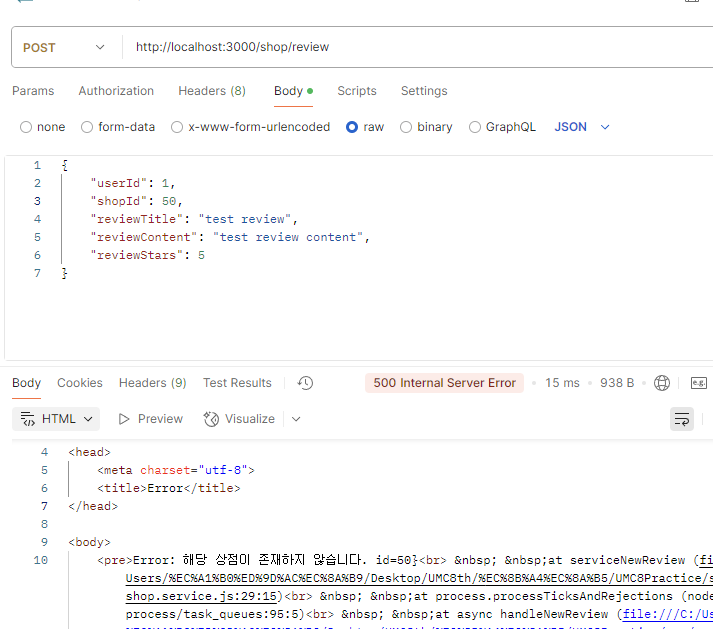 POST http://localhost:3000/shop/review
Params Authorization Headers (8) Body Scripts Settings
none form-data x-www-form-urlencoded raw binary GraphQL JSON
1 {
2 "userId": 1,
3 "shopId": 50,
4 "reviewTitle": "test review",
5 "reviewContent": "test review content",
6 "reviewStars": 5
7 }
Body Cookies Headers (9) Test Results 500 Internal Server Error 15 ms 938 B e.g.
HTML Preview Visualize
4 <head>
5 <meta charset="utf-8">
6 <title>Error</title>
7 </head>
8
9 <body>
10 <pre>Error: 해당 상점이 존재하지 않습니다. id=50}<br> &nbsp; &nbsp;at serviceNewReview (fi
Users/%EC%A1%B0%ED%9D%AC%EC%8A%B9/Desktop/UMC8th/%EC%8B%A4%EC%8A%B5/UMC8Practice/s
shop.service.js:29:15)<br> &nbsp; &nbsp;at process.processTicksAndRejections (node
process/task_queues:95:5)<br> &nbsp; &nbsp;at async handleNewReview (file:///C:/Us